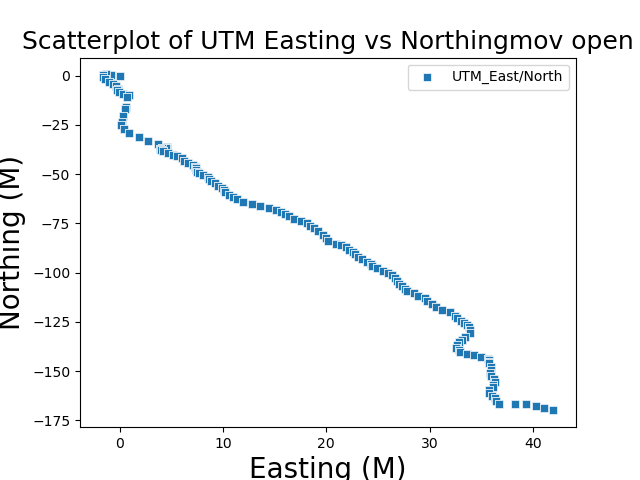 Scatterplot of UTM Easting vs Northingmov open
UTM_East/North
Northing (M)
0
−25
−50
−75
−100
−125
−150
−175
0 10 20 30 40
Easting (M)